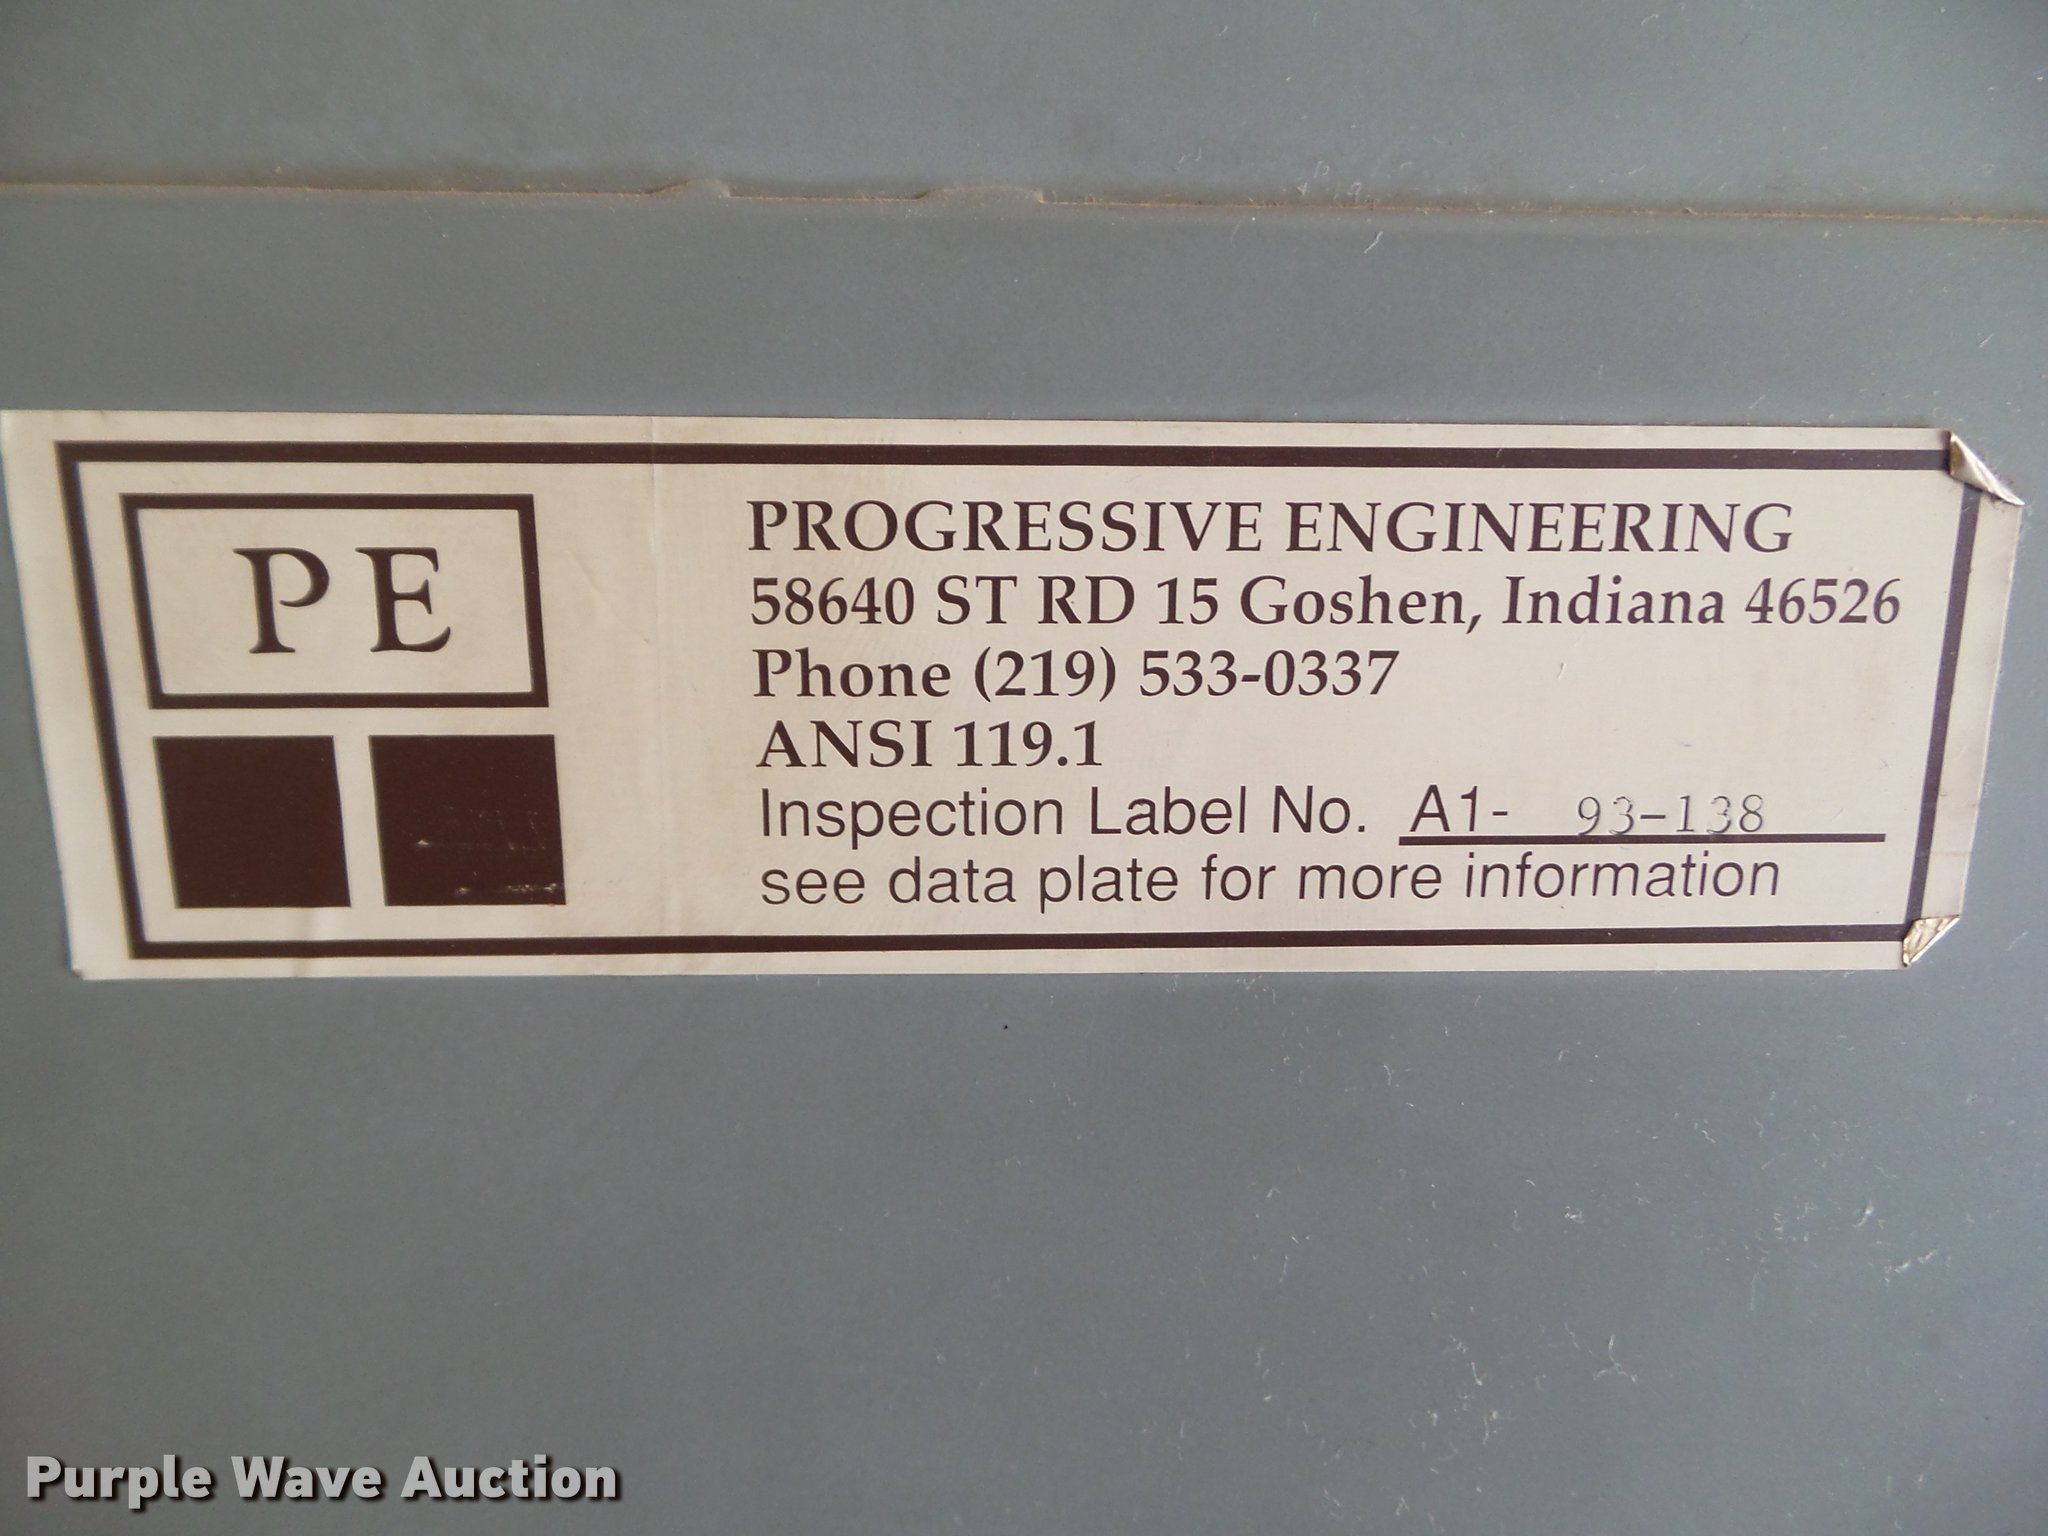 PE
PROGRESSIVE ENGINEERING
58640 ST RD 15 Goshen, Indiana 46526
Phone (219) 533-0337
ANSI 119.1
Inspection Label No. A1- 93-138
see data plate for more information
Purple Wave Auction